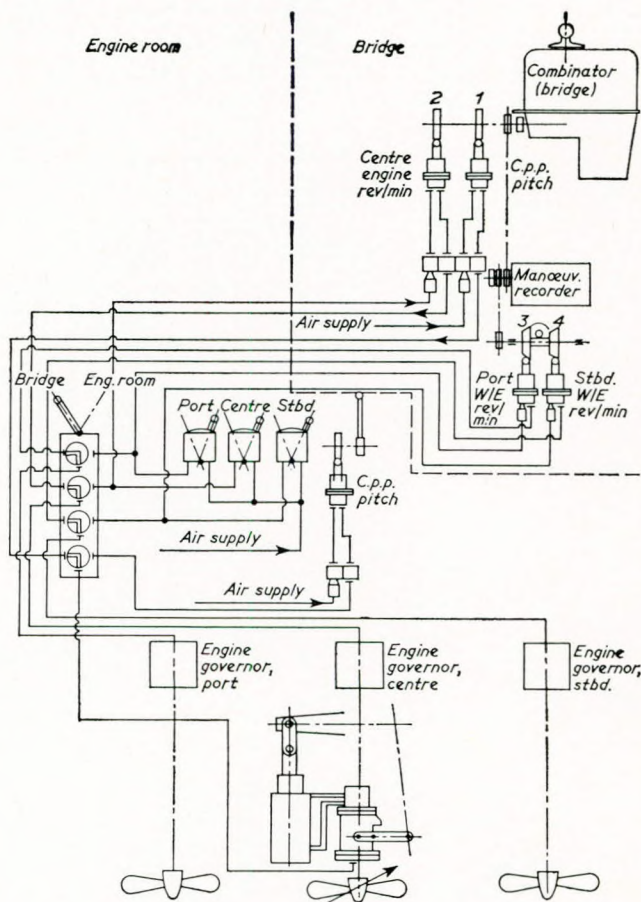 Engine room
Bridge
Combinator
(bridge)
2
1
Centre
engine
rev/min
C.p.p.
pitch
Manœuv.
recorder
Air supply
3
4
Bridge
Eng. room
Port
Centre
Stbd.
Port
W/E
rev/
min
Stbd.
W/E
rev/min
C.p.p.
pitch
Air supply
Air supply
Engine
governor,
port
Engine
governor,
centre
Engine
governor,
stbd.